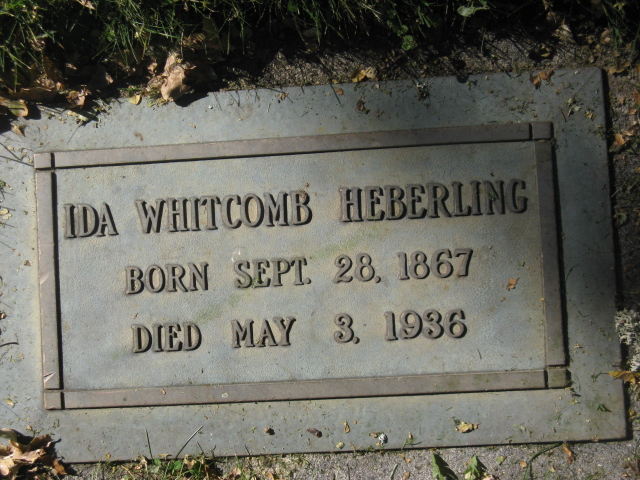 IDA WHITCOMB HEBERLING
BORN SEPT. 28, 1867
DIED MAY 3, 1936